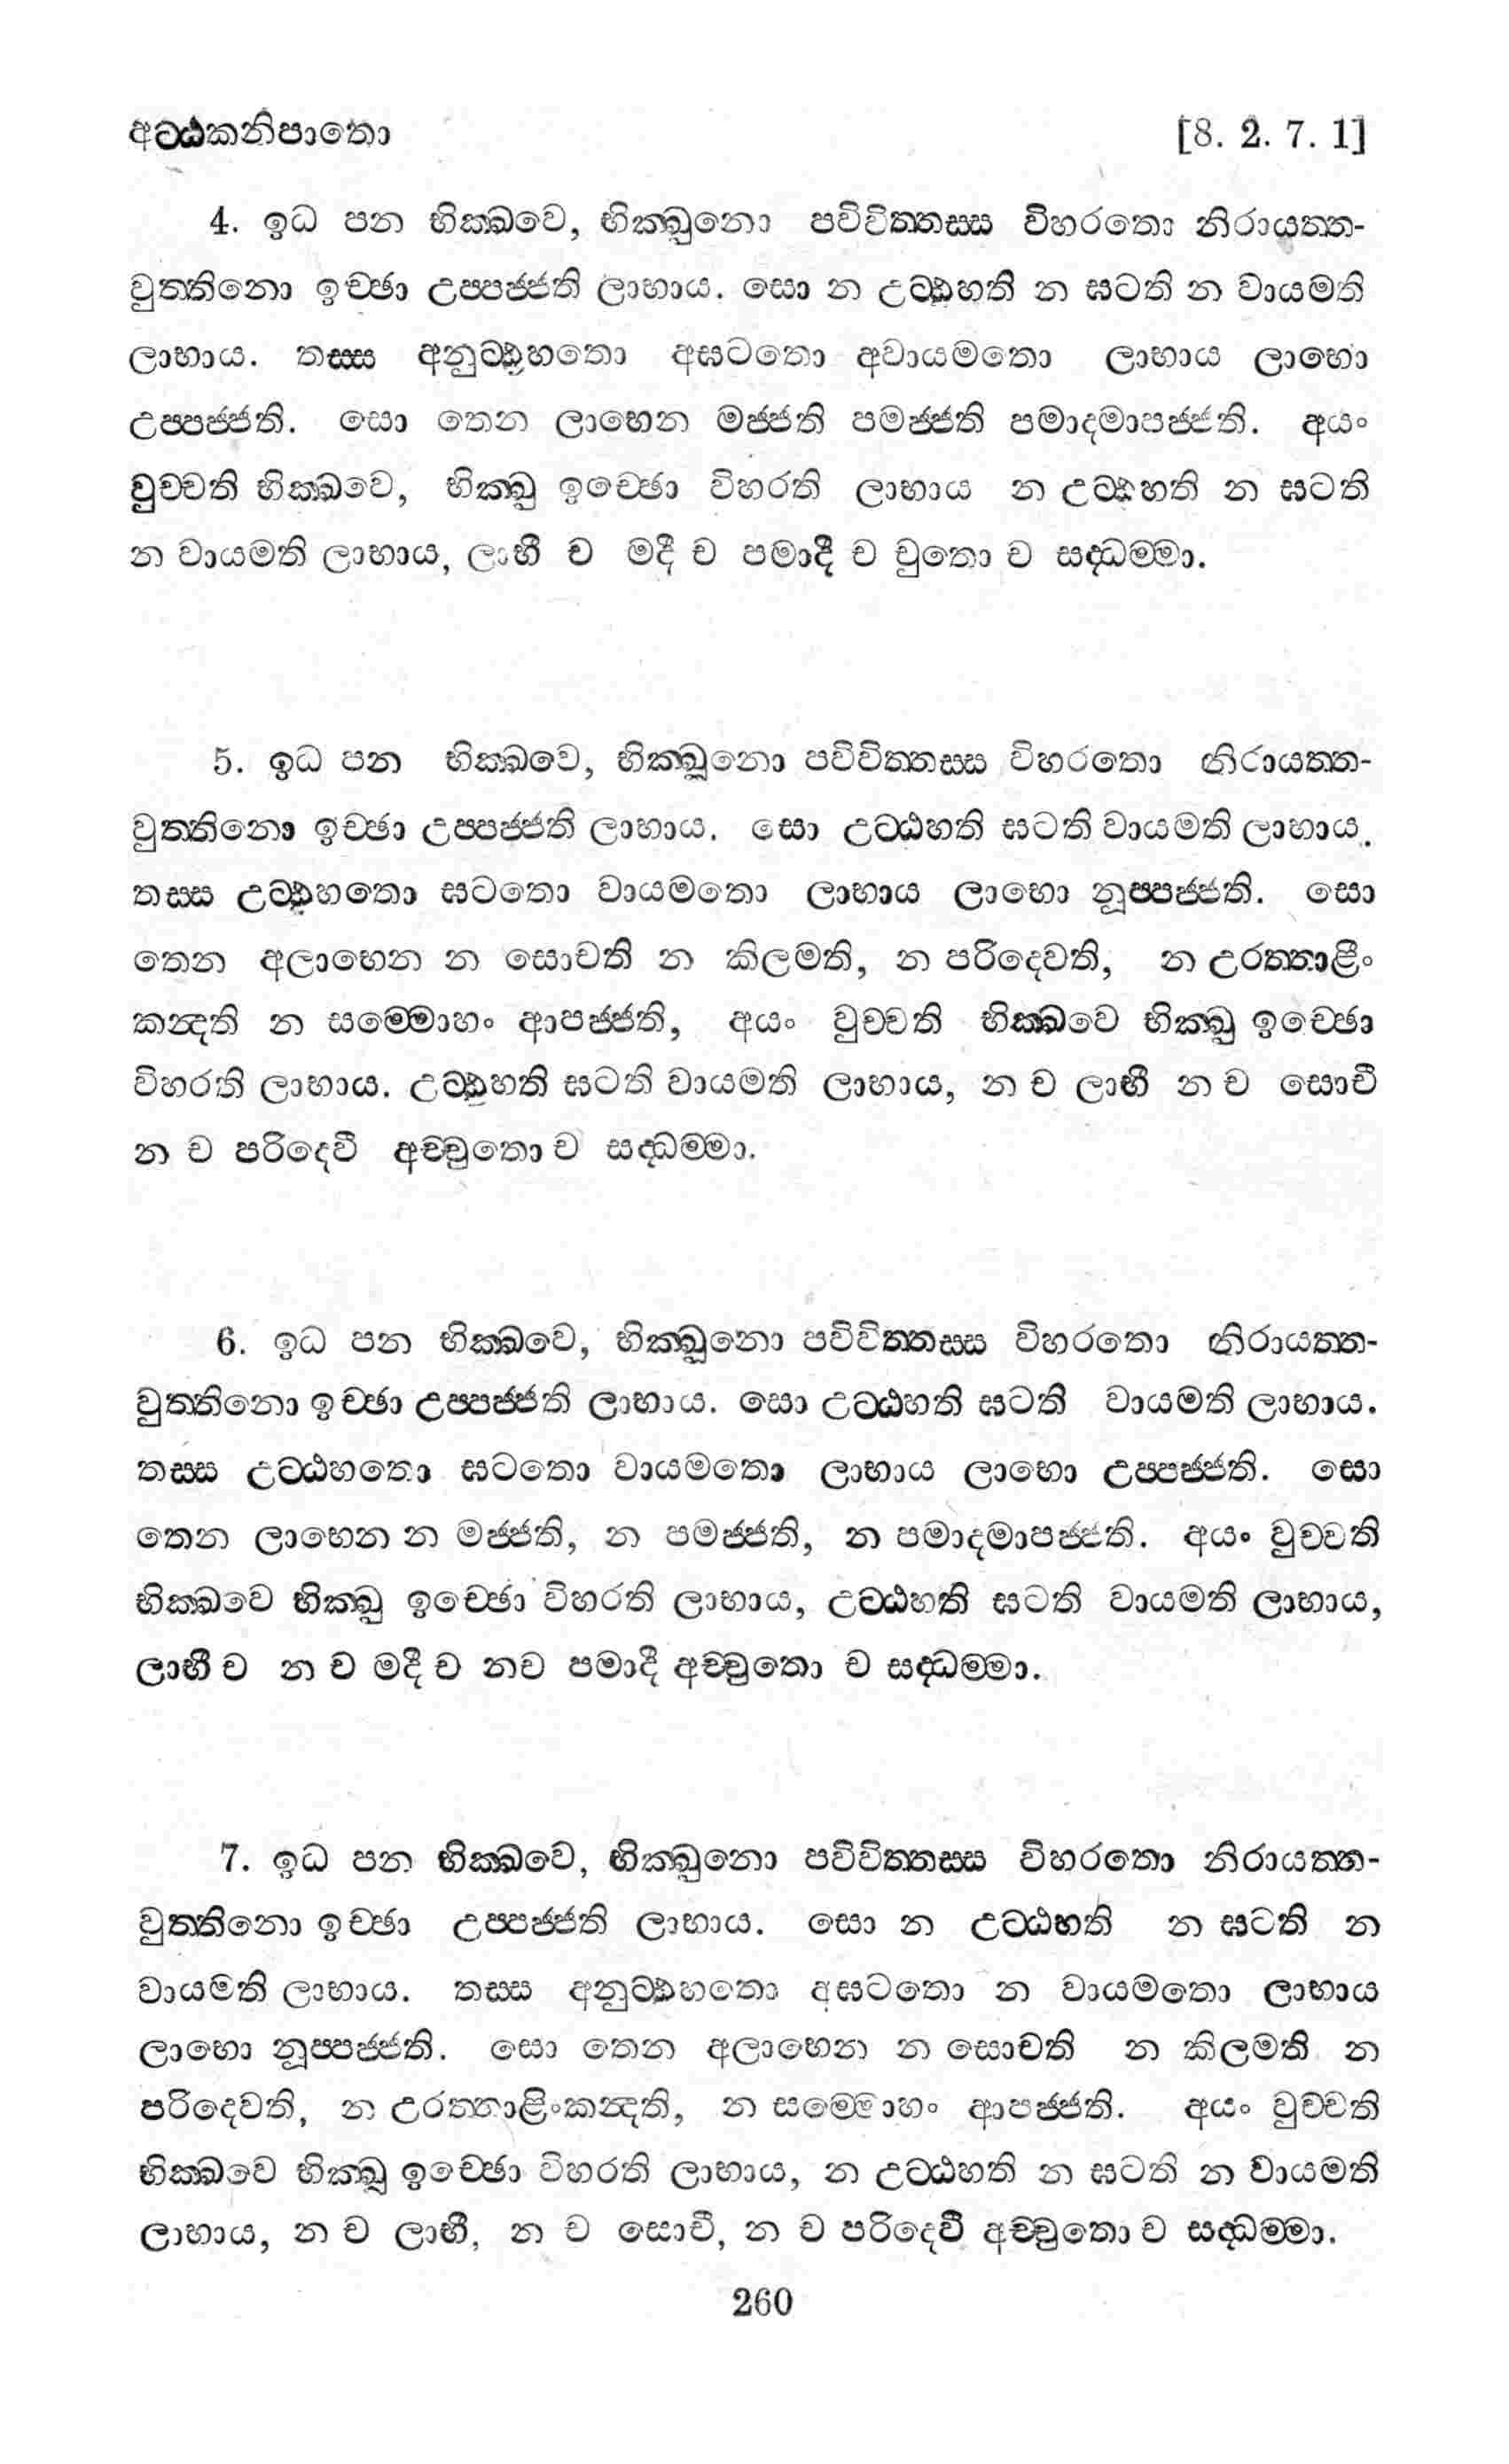 අට්ඨකනිපාතො [8. 2. 7. 1]
4. ඉධ පන භික්ඛවෙ, භික්ඛුනො පවිවිත්තස්ස විහරතො නිරායත්ත-
වුත්තිනො ඉච්ඡා උප්පජ්ජති ලාභාය. සො න උට්ඨහති න ඝටති න වායමති
ලාභාය. තස්ස අනුට්ඨහතො අඝටතො අවායමතො ලාභාය ලාභො
උප්පජ්ජති. සො තෙන ලාභෙන මජ්ජති පමජ්ජති පමාදමාපජ්ජති. අයං
වුච්චති භික්ඛවෙ, භික්ඛු ඉච්ඡො විහරති ලාභාය න උට්ඨහති න ඝටති
න වායමති ලාභාය, ලාභී ච මදී ච පමාදී ච චුතො ච සද්ධම්මා.
5. ඉධ පන භික්ඛවෙ, භික්ඛූනො පවිවිත්තස්ස විහරතො නිරායත්ත-
වුත්තිනො ඉච්ඡා උප්පජ්ජති ලාභාය. සො උට්ඨහති ඝටති වායමති ලාභාය.
තස්ස උට්ඨහතො ඝටතො වායමතො ලාභාය ලාභො නූප්පජ්ජති. සො
තෙන අලාභෙන න සොචති න කිලමති, න පරිදෙවති, න උරත්තාළිං
කන්දති න සම්මොහං ආපජ්ජති, අයං වුච්චති භික්ඛවෙ භික්ඛු ඉච්ඡො
විහරති ලාභාය. උට්ඨහති ඝටති වායමති ලාභාය, න ච ලාභී න ච සොචී
න ච පරිදෙවී අච්චුතො ච සද්ධම්මා.
6. ඉධ පන භික්ඛවෙ, භික්ඛූනො පවිවිත්තස්ස විහරතො නිරායත්ත-
වුත්තිනො ඉච්ඡා උප්පජ්ජති ලාභාය. සො උට්ඨහති ඝටති වායමති ලාභාය.
තස්ස උට්ඨහතො ඝටතො වායමතො ලාභාය ලාභො උප්පජ්ජති. සො
තෙන ලාභෙන න මජ්ජති, න පමජ්ජති, න පමාදමාපජ්ජති. අයං වුච්චති
භික්ඛවෙ භික්ඛු ඉච්ඡො විහරති ලාභාය, උට්ඨහති ඝටති වායමති ලාභාය,
ලාභී ච න ච මදී ච නච පමාදී අච්චුතො ච සද්ධම්මා.
7. ඉධ පන භික්ඛවෙ, භික්ඛුනො පවිවිත්තස්ස විහරතො නිරායත්ත-
වුත්තිනො ඉච්ඡා උප්පජ්ජති ලාභාය. සො න උට්ඨභති න ඝටති න
වායමති ලාභාය. තස්ස අනුට්ඨහතො අඝටතො න වායමතො ලාභාය
ලාභො නූප්පජ්ජති. සො තෙන අලාභෙන න සොචති න කිලමති න
පරිදෙවති, න උරත්තාළිංකන්දති, න සම්මොහං ආපජ්ජති. අයං වුච්චති
භික්ඛවෙ භික්ඛූ ඉච්ඡො විහරති ලාභාය, න උට්ඨහති න ඝටති න වායමති
ලාභාය, න ච ලාභී, න ච සොචී, න ච පරිදෙවී අච්චුතො ච සද්ධම්මා.
260